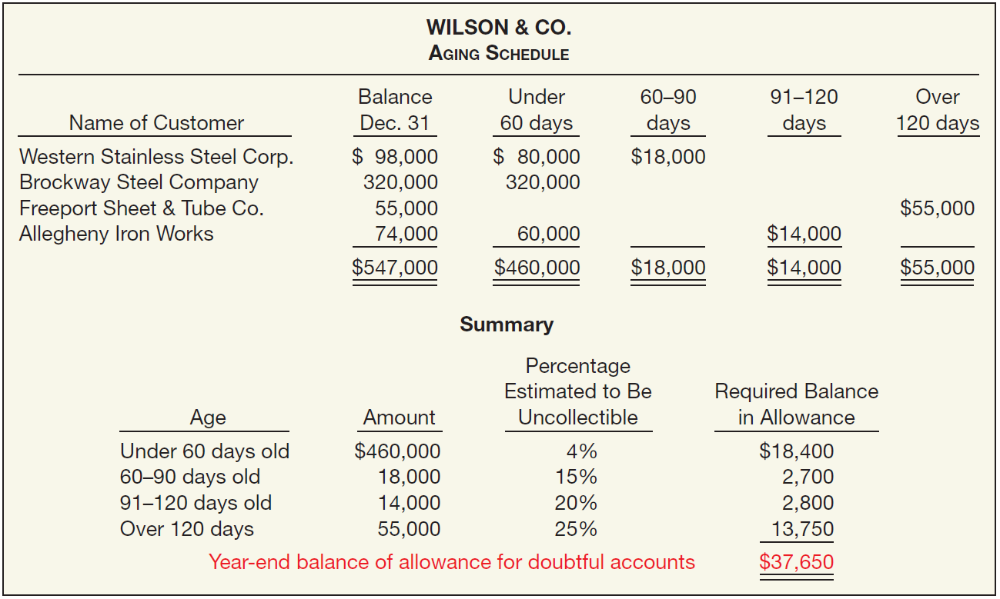 WILSON & CO.
AGING SCHEDULE
Balance Under 60–90 91–120 Over
Name of Customer Dec. 31 60 days days days 120 days
Western Stainless Steel Corp. $ 98,000 $ 80,000 $18,000
Brockway Steel Company 320,000 320,000
Freeport Sheet & Tube Co. 55,000 $55,000
Allegheny Iron Works 74,000 60,000 $14,000
$547,000 $460,000 $18,000 $14,000 $55,000
Summary
Percentage
Estimated to Be Required Balance
Age Amount Uncollectible in Allowance
Under 60 days old $460,000 4% $18,400
60–90 days old 18,000 15% 2,700
91–120 days old 14,000 20% 2,800
Over 120 days 55,000 25% 13,750
Year-end balance of allowance for doubtful accounts $37,650